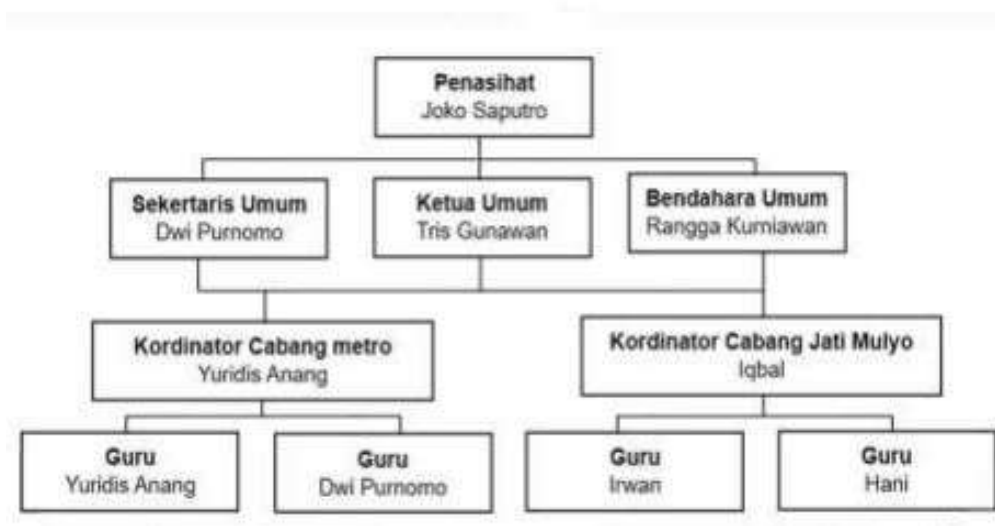 Penasihat
Joko Saputro
Sekertaris Umum
Dwi Purnomo
Ketua Umum
Tris Gunawan
Bendahara Umum
Rangga Kurniawan
Kordinator Cabang metro
Yuridis Anang
Kordinator Cabang Jati Mulyo
Iqbal
Guru
Yuridis Anang
Guru
Dwi Purnomo
Guru
Irwan
Guru
Hani